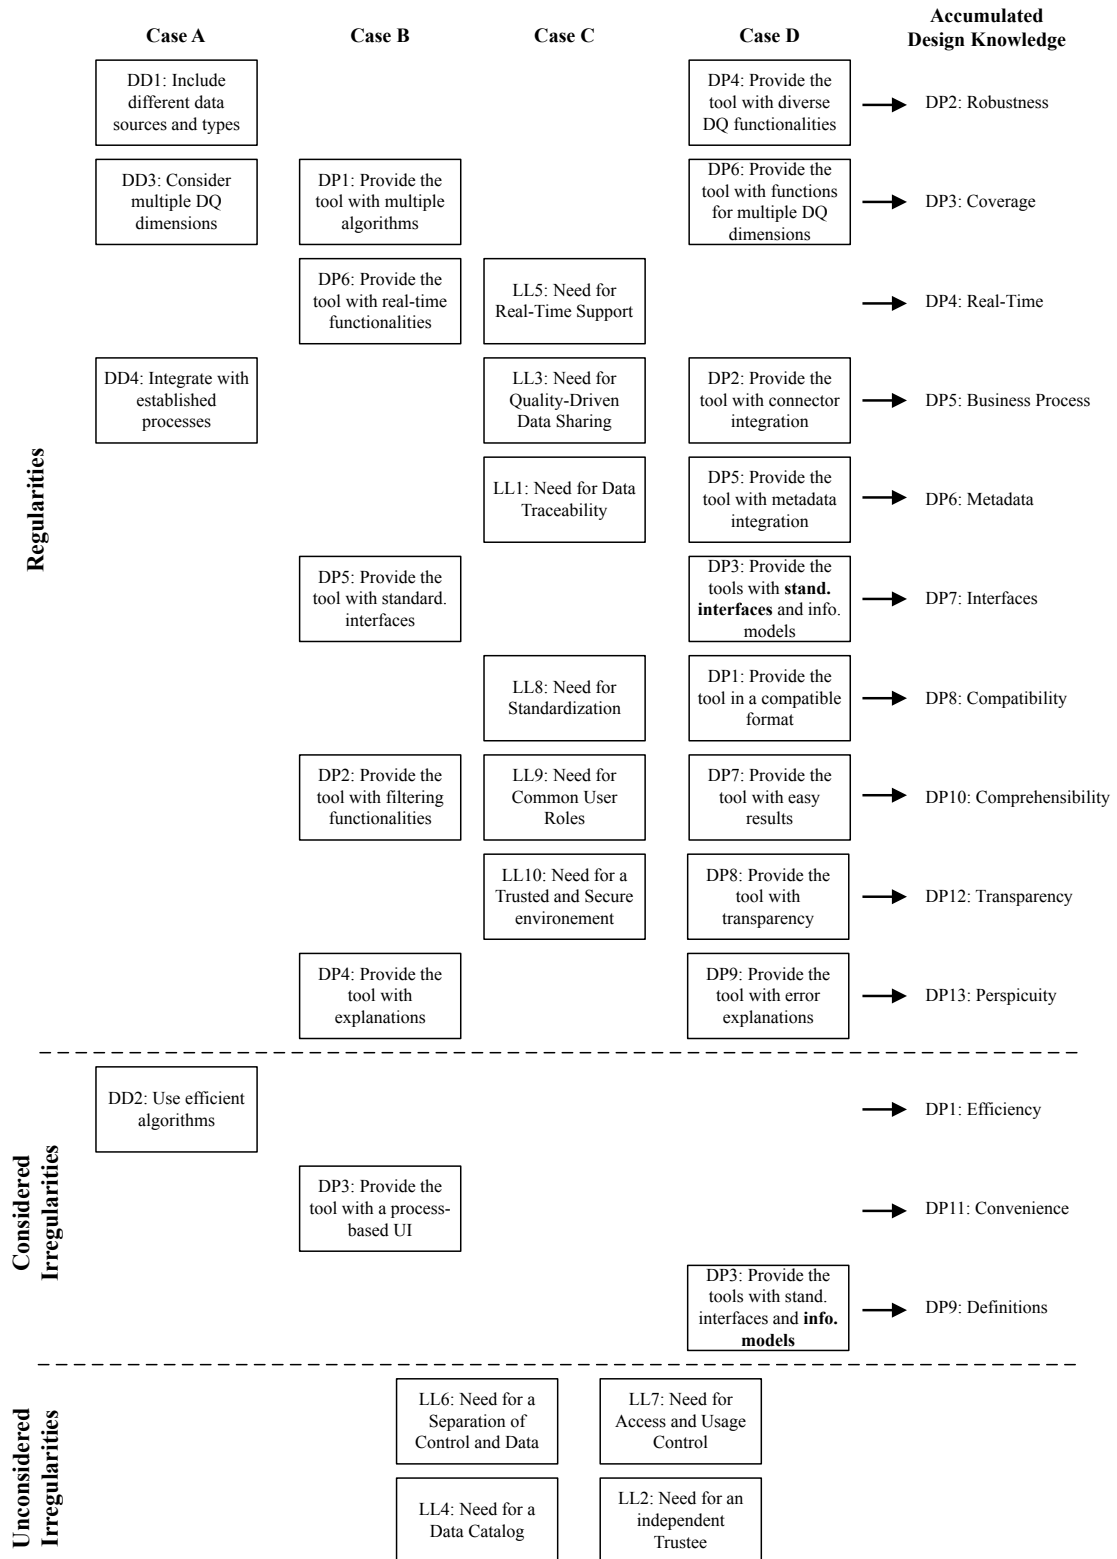 Case A
Case B
Case C
Case D
Accumulated
Design Knowledge
Regularities
DD1: Include
different data
sources and types
DP4: Provide the
tool with diverse
DQ functionalities
DP2: Robustness
DD3: Consider
multiple DQ
dimensions
DP1: Provide the
tool with multiple
algorithms
DP6: Provide the
tool with functions
for multiple DQ
dimensions
DP3: Coverage
DP6: Provide the
tool with real-time
functionalities
LL5: Need for
Real-Time Support
DP4: Real-Time
DD4: Integrate with
established
processes
LL3: Need for
Quality-Driven
Data Sharing
DP2: Provide the
tool with connector
integration
DP5: Business Process
LL1: Need for Data
Traceability
DP5: Provide the
tool with metadata
integration
DP6: Metadata
DP5: Provide the
tool with standard.
interfaces
DP3: Provide the
tools with stand.
interfaces and info.
models
DP7: Interfaces
LL8: Need for
Standardization
DP1: Provide the
tool in a compatible
format
DP8: Compatibility
DP2: Provide the
tool with filtering
functionalities
LL9: Need for
Common User
Roles
DP7: Provide the
tool with easy
results
DP10: Comprehensibility
LL10: Need for a
Trusted and Secure
environement
DP8: Provide the
tool with
transparency
DP12: Transparency
DP4: Provide the
tool with
explanations
DP9: Provide the
tool with error
explanations
DP13: Perspicuity
Considered
Irregularities
DD2: Use efficient
algorithms
DP1: Efficiency
DP3: Provide the
tool with a process-
based UI
DP11: Convenience
DP3: Provide the
tools with stand.
interfaces and info.
models
DP9: Definitions
Unconsidered
Irregularities
LL6: Need for a
Separation of
Control and Data
LL7: Need for
Access and Usage
Control
LL4: Need for a
Data Catalog
LL2: Need for an
independent
Trustee